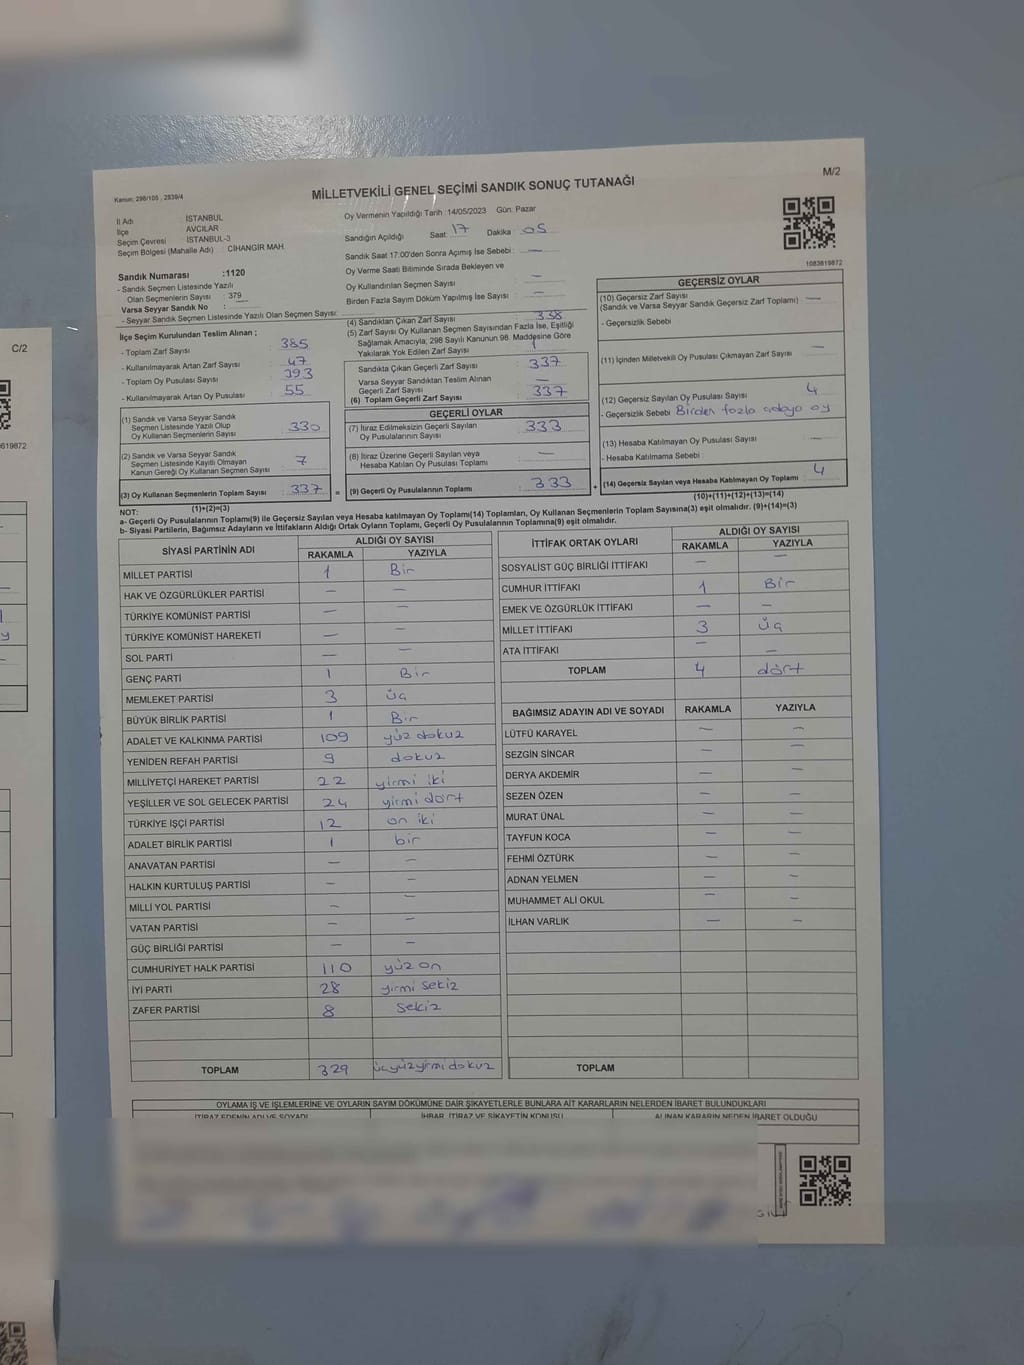 M/2
Kanun: 298/105 , 2839/4
MİLLETVEKİLİ GENEL SEÇİMİ SANDIK SONUÇ TUTANAĞI
İl Adı İSTANBUL
İlçe AVCILAR
Seçim Çevresi İSTANBUL-3
Seçim Bölgesi (Mahalle Adı) : CİHANGİR MAH.
Oy Vermenin Yapıldığı Tarih :14/05/2023 Gün: Pazar
Sandığın Açıldığı Saat: 17 Dakika : 05
Sandık Saat 17:00'den Sonra Açımış İse Sebebi : —
Oy Verme Saati Bitiminde Sırada Bekleyen ve
Oy Kullandırılan Seçmen Sayısı : —
Birden Fazla Sayım Döküm Yapılmış İse Sayısı : —
1083619872
Sandık Numarası :1120
- Sandık Seçmen Listesinde Yazılı
Olan Seçmenlerin Sayısı : 379
Varsa Seyyar Sandık No : —
- Seyyar Sandık Seçmen Listesinde Yazılı Olan Seçmen Sayısı:
İlçe Seçim Kurulundan Teslim Alınan ;
- Toplam Zarf Sayısı : 385
- Kullanılmayarak Artan Zarf Sayısı : 47
- Toplam Oy Pusulası Sayısı : 393
- Kullanılmayarak Artan Oy Pusulası : 55
(1) Sandık ve Varsa Seyyar Sandık
Seçmen Listesinde Yazılı Olup
Oy Kullanan Seçmenlerin Sayısı : 330
(2) Sandık ve Varsa Seyyar Sandık
Seçmen Listesinde Kayıtlı Olmayan
Kanun Gereği Oy Kullanan Seçmen Sayısı : 7
(3) Oy Kullanan Seçmenlerin Toplam Sayısı : 337 =
(1)+(2)=(3)
(4) Sandıktan Çıkan Zarf Sayısı : 338
(5) Zarf Sayısı Oy Kullanan Seçmen Sayısından Fazla İse, Eşitliği
Sağlamak Amacıyla, 298 Sayılı Kanunun 98. Maddesine Göre
Yakılarak Yok Edilen Zarf Sayısı : 1
Sandıkta Çıkan Geçerli Zarf Sayısı : 337
Varsa Seyyar Sandıktan Teslim Alınan
Geçerli Zarf Sayısı : —
(6) Toplam Geçerli Zarf Sayısı : 337
GEÇERLİ OYLAR
(7) İtiraz Edilmeksizin Geçerli Sayılan
Oy Pusulalarının Sayısı : 333
(8) İtiraz Üzerine Geçerli Sayılan veya
Hesaba Katılan Oy Pusulası Toplamı : —
(9) Geçerli Oy Pusulalarının Toplamı : 333 +
GEÇERSİZ OYLAR
(10) Geçersiz Zarf Sayısı
(Sandık ve Varsa Seyyar Sandık Geçersiz Zarf Toplamı) : —
- Geçersizlik Sebebi :
(11) İçinden Milletvekili Oy Pusulası Çıkmayan Zarf Sayısı : —
(12) Geçersiz Sayılan Oy Pusulası Sayısı : 4
- Geçersizlik Sebebi : Birden fazla adaya oy
(13) Hesaba Katılmayan Oy Pusulası Sayısı : —
- Hesaba Katılmama Sebebi :
(14) Geçersiz Sayılan veya Hesaba Katılmayan Oy Toplamı : 4
(10)+(11)+(12)+(13)=(14)
NOT:
a- Geçerli Oy Pusulalarının Toplamı(9) ile Geçersiz Sayılan veya Hesaba Katılmayan Oy Toplamı(14) Toplamları, Oy Kullanan Seçmenlerin Toplam Sayısına(3) eşit olmalıdır. (9)+(14)=(3)
b- Siyasi Partilerin, Bağımsız Adayların ve İttifakların Aldığı Ortak Oyların Toplamı, Geçerli Oy Pusulalarının Toplamına(9) eşit olmalıdır.
SİYASİ PARTİNİN ADI ALDIĞI OY SAYISI
RAKAMLA YAZIYLA
MİLLET PARTİSİ 1 Bir
HAK VE ÖZGÜRLÜKLER PARTİSİ — —
TÜRKİYE KOMÜNİST PARTİSİ — —
TÜRKİYE KOMÜNİST HAREKETİ — —
SOL PARTİ — —
GENÇ PARTİ 1 Bir
MEMLEKET PARTİSİ 3 üç
BÜYÜK BİRLİK PARTİSİ 1 Bir
ADALET VE KALKINMA PARTİSİ 109 yüz dokuz
YENİDEN REFAH PARTİSİ 9 dokuz
MİLLİYETÇİ HAREKET PARTİSİ 22 yirmi iki
YEŞİLLER VE SOL GELECEK PARTİSİ 24 yirmi dört
TÜRKİYE İŞÇİ PARTİSİ 12 on iki
ADALET BİRLİK PARTİSİ 1 bir
ANAVATAN PARTİSİ — —
HALKIN KURTULUŞ PARTİSİ — —
MİLLİ YOL PARTİSİ — —
VATAN PARTİSİ — —
GÜÇ BİRLİĞİ PARTİSİ — —
CUMHURİYET HALK PARTİSİ 110 yüz on
İYİ PARTİ 28 yirmi sekiz
ZAFER PARTİSİ 8 Sekiz
TOPLAM 329 üçyüzyirmidokuz
İTTİFAK ORTAK OYLARI ALDIĞI OY SAYISI
RAKAMLA YAZIYLA
SOSYALİST GÜÇ BİRLİĞİ İTTİFAKI — —
CUMHUR İTTİFAKI 1 Bir
EMEK VE ÖZGÜRLÜK İTTİFAKI — —
MİLLET İTTİFAKI 3 üç
ATA İTTİFAKI — —
TOPLAM 4 dört
BAĞIMSIZ ADAYIN ADI VE SOYADI RAKAMLA YAZIYLA
LÜTFÜ KARAYEL — —
SEZGİN SİNCAR — —
DERYA AKDEMİR — —
SEZEN ÖZEN — —
MURAT ÜNAL — —
TAYFUN KOCA — —
FEHMİ ÖZTÜRK — —
ADNAN YELMEN — —
MUHAMMET ALİ OKUL — —
İLHAN VARLIK — —
TOPLAM
OYLAMA İŞ VE İŞLEMLERİNE VE OYLARIN SAYIM DÖKÜMÜNE DAİR ŞİKAYETLERLE BUNLARA AİT KARARLARIN NELERDEN İBARET BULUNDUKLARI
İTİRAZ EDENİN ADI VE SOYADI İHBAR, İTİRAZ VE ŞİKAYETİN KONUSU ALINAN KARARIN NEDEN İBARET OLDUĞU
C/2
619872